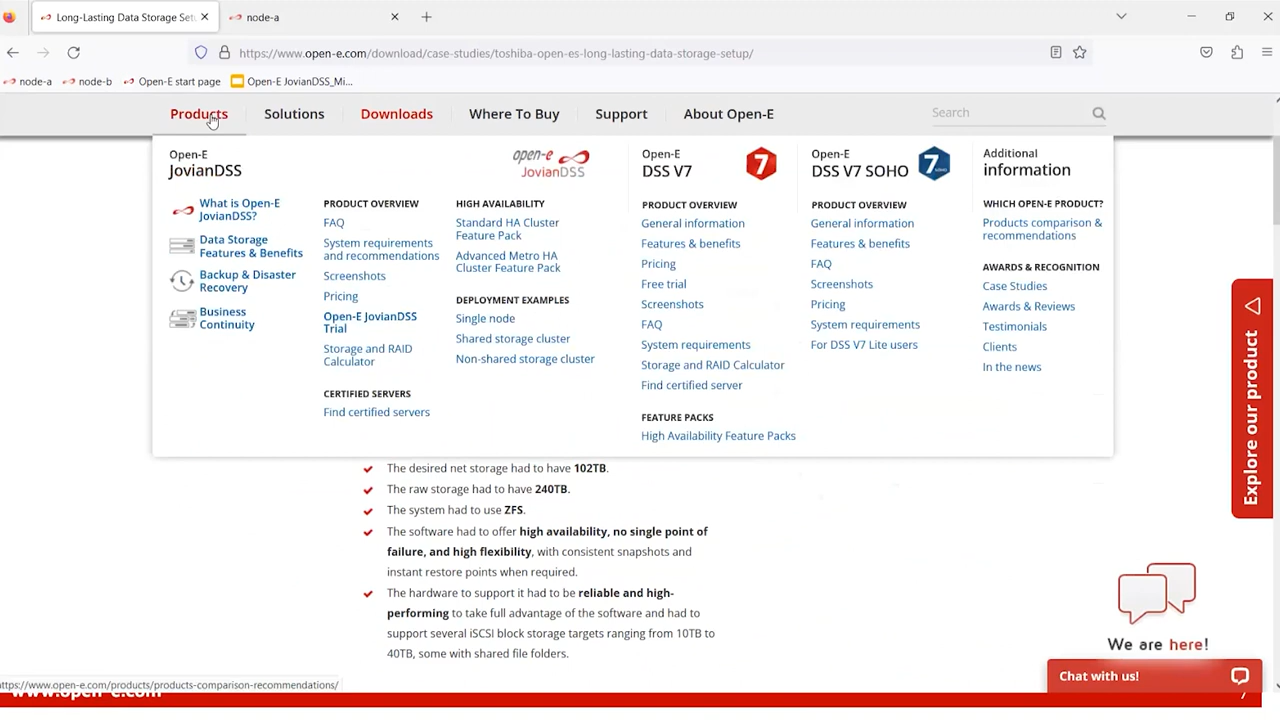 Long-Lasting Data Storage Set
node-a
https://www.open-e.com/download/case-studies/toshiba-open-es-long-lasting-data-storage-setup/
node-a
node-b
Open-E start page
Open-E JovianDSS_Mi...
Products
Solutions
Downloads
Where To Buy
Support
About Open-E
Search
Open-E
JovianDSS
open-e
JovianDSS
What is Open-E
JovianDSS?
Data Storage
Features & Benefits
Backup & Disaster
Recovery
Business
Continuity
PRODUCT OVERVIEW
FAQ
System requirements
and recommendations
Screenshots
Pricing
Open-E JovianDSS
Trial
Storage and RAID
Calculator
CERTIFIED SERVERS
Find certified servers
HIGH AVAILABILITY
Standard HA Cluster
Feature Pack
Advanced Metro HA
Cluster Feature Pack
DEPLOYMENT EXAMPLES
Single node
Shared storage cluster
Non-shared storage cluster
Open-E
DSS V7
7
PRODUCT OVERVIEW
General information
Features & benefits
Pricing
Free trial
Screenshots
FAQ
System requirements
Storage and RAID Calculator
Find certified server
FEATURE PACKS
High Availability Feature Packs
Open-E
DSS V7 SOHO
7
SOHO
PRODUCT OVERVIEW
General information
Features & benefits
FAQ
Screenshots
Pricing
System requirements
For DSS V7 Lite users
Additional
information
WHICH OPEN-E PRODUCT?
Products comparison &
recommendations
AWARDS & RECOGNITION
Case Studies
Awards & Reviews
Testimonials
Clients
In the news
The desired net storage had to have 102TB.
The raw storage had to have 240TB.
The system had to use ZFS.
The software had to offer high availability, no single point of
failure, and high flexibility, with consistent snapshots and
instant restore points when required.
The hardware to support it had to be reliable and high-
performing to take full advantage of the software and had to
support several iSCSI block storage targets ranging from 10TB to
40TB, some with shared file folders.
Explore our product
We are here!
Chat with us!
https://www.open-e.com/products/products-comparison-recommendations/
www.open-e.com
7